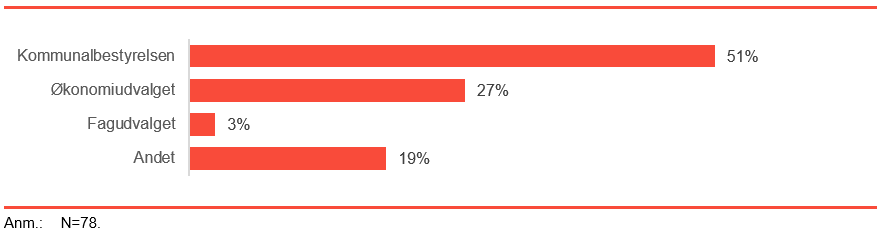 Kommunalbestyrelsen 51%
Økonomiudvalget 27%
Fagudvalget 3%
Andet 19%
Anm.: N=78.